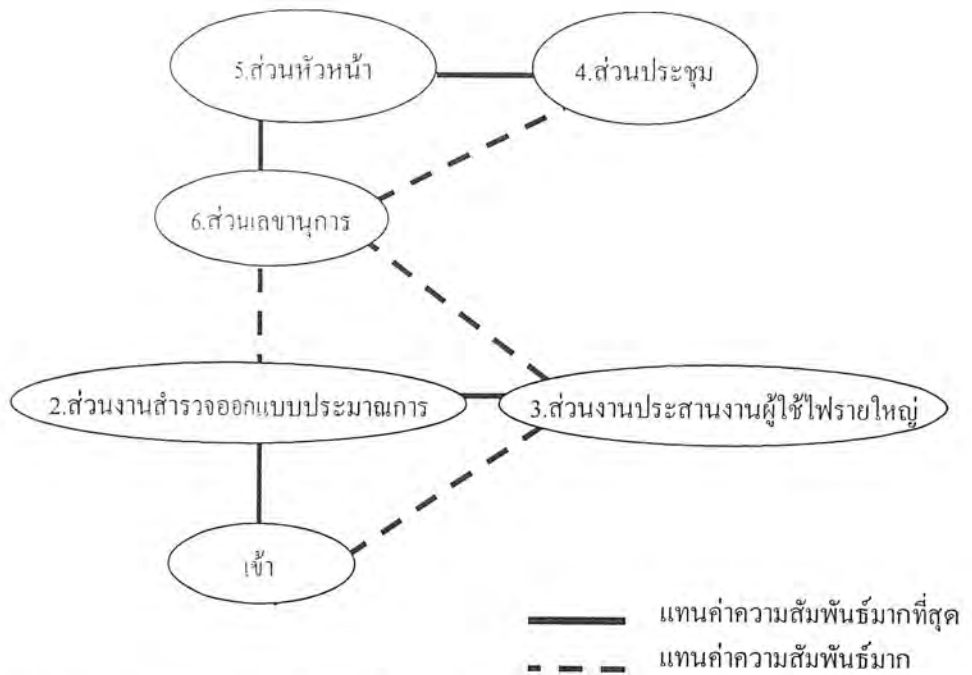 5.ส่วนหัวหน้า
4.ส่วนประชุม
6.ส่วนเลขานุการ
2.ส่วนงานสำรวจออกแบบประมาณการ
3.ส่วนงานประสานงานผู้ใช้ไฟรายใหญ่
เข้า
แทนค่าความสัมพันธ์มากที่สุด
แทนค่าความสัมพันธ์มาก